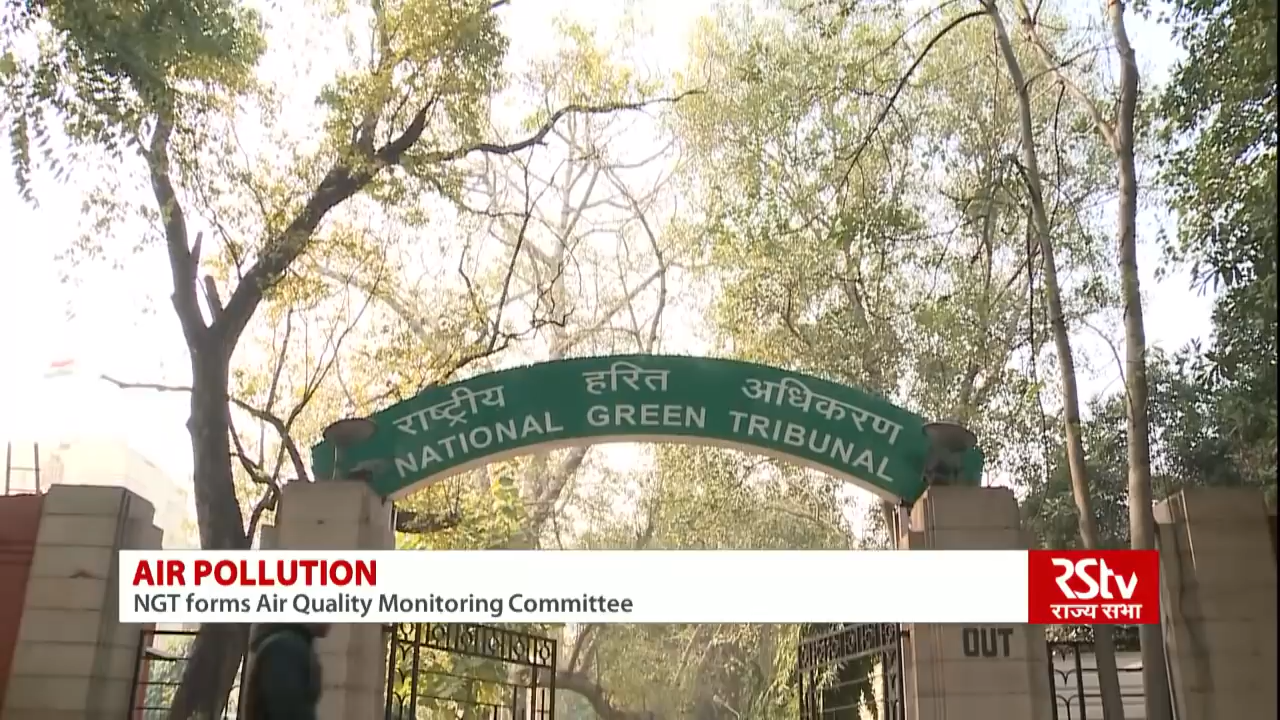 राष्ट्रीय हरित अधिकरण
NATIONAL GREEN TRIBUNAL
AIR POLLUTION
NGT forms Air Quality Monitoring Committee
RStv
राज्य सभा
OUT